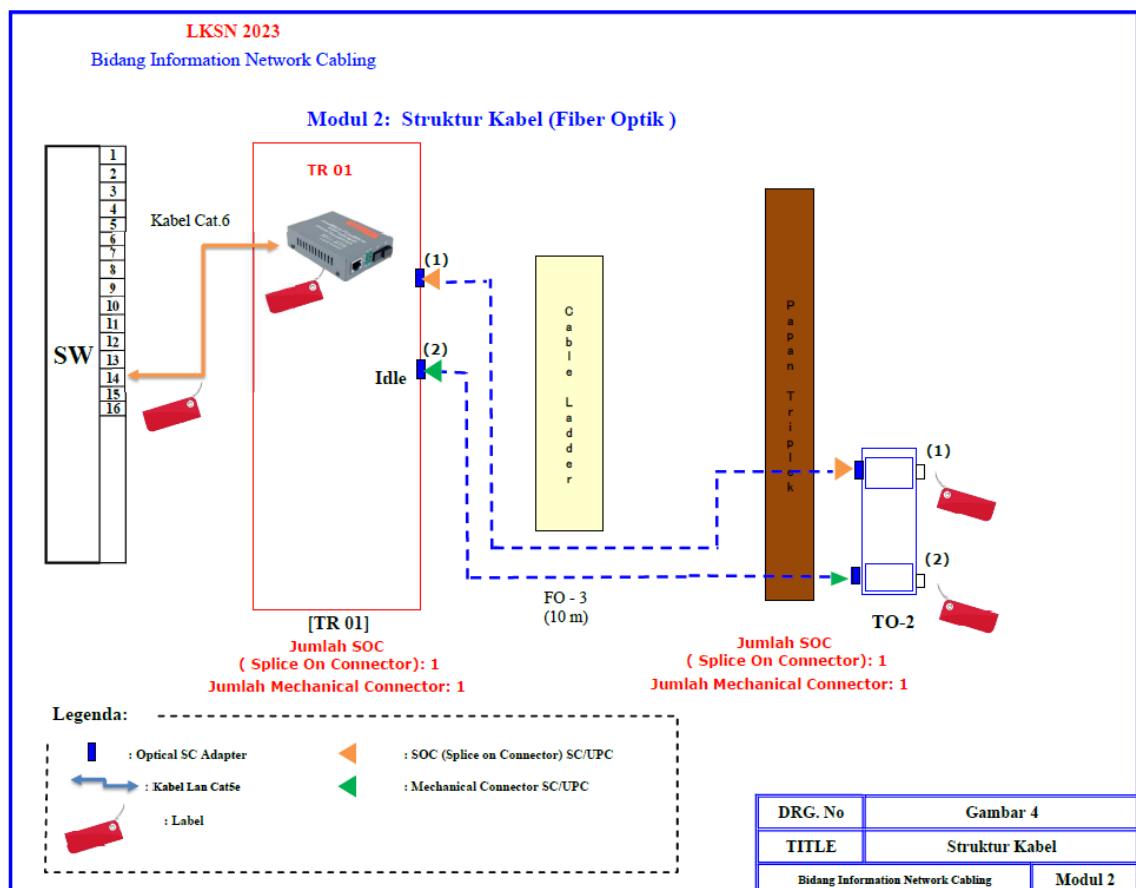 LKSN 2023
Bidang Information Network Cabling
Modul 2: Struktur Kabel (Fiber Optik )
SW
1
2
3
4
5
6
7
8
9
10
11
12
13
14
15
16
Kabel Cat.6
TR 01
(1)
(2)
Idle
Cable Ladder
Papan Triplek
(1)
(2)
FO - 3
(10 m)
TO-2
[TR 01]
Jumlah SOC
( Splice On Connector): 1
Jumlah Mechanical Connector: 1
Jumlah SOC
( Splice On Connector): 1
Jumlah Mechanical Connector: 1
Legenda:
: Optical SC Adapter
: SOC (Splice on Connector) SC/UPC
: Kabel Lan Cat5e
: Mechanical Connector SC/UPC
: Label
DRG. No
Gambar 4
TITLE
Struktur Kabel
Bidang Information Network Cabling
Modul 2